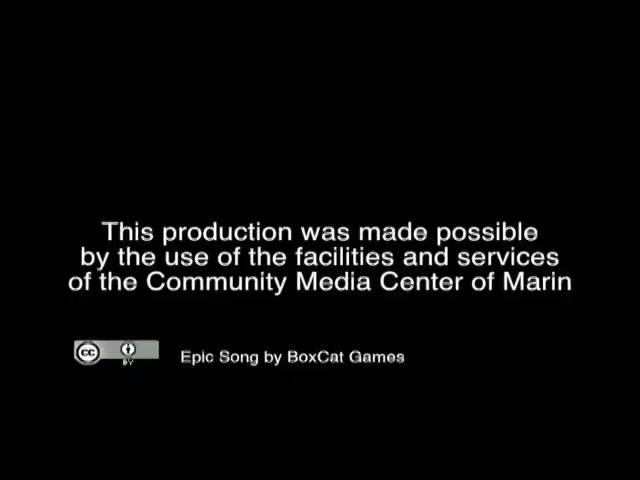 This production was made possible
by the use of the facilities and services
of the Community Media Center of Marin
cc BY Epic Song by BoxCat Games